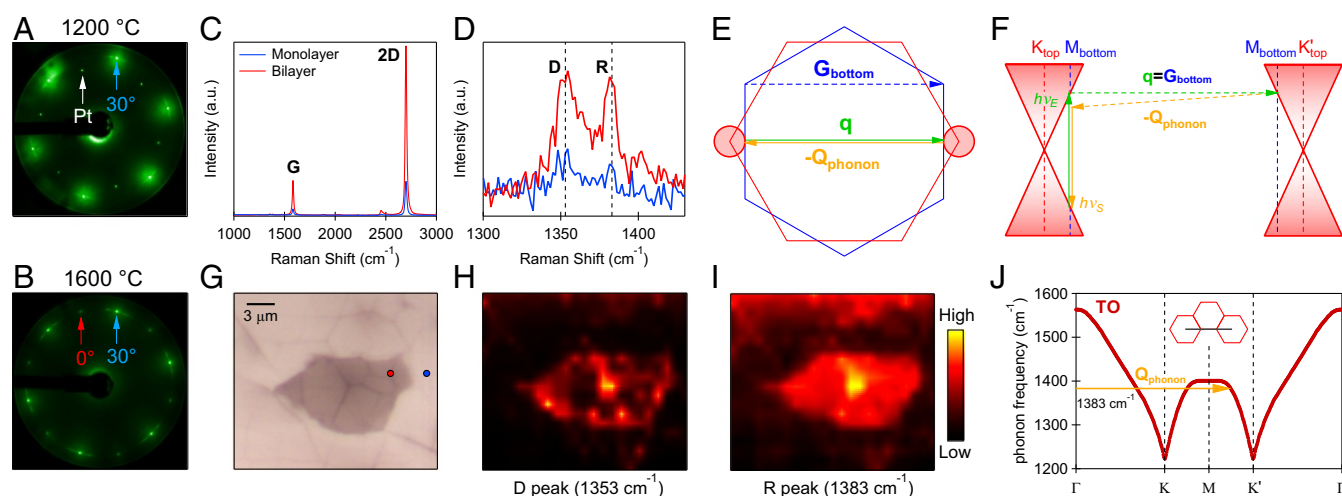 A
1200 °C
Pt
30°
B
1600 °C
0°
30°
C
Intensity (a.u.)
Monolayer
Bilayer
G
2D
1000 1500 2000 2500 3000
Raman Shift (cm-1)
D
Intensity (a.u.)
D
R
1300 1350 1400
Raman Shift (cm-1)
E
Gbottom
q
-Qphonon
F
Ktop Mbottom
Mbottom K'top
q=Gbottom
hνE
-Qphonon
hνS
G
3 µm
H
D peak (1353 cm-1)
I
R peak (1383 cm-1)
High
Low
J
phonon frequency (cm-1)
1600
1500
1400
1300
1200
TO
Qphonon
1383 cm-1
Γ K M K'